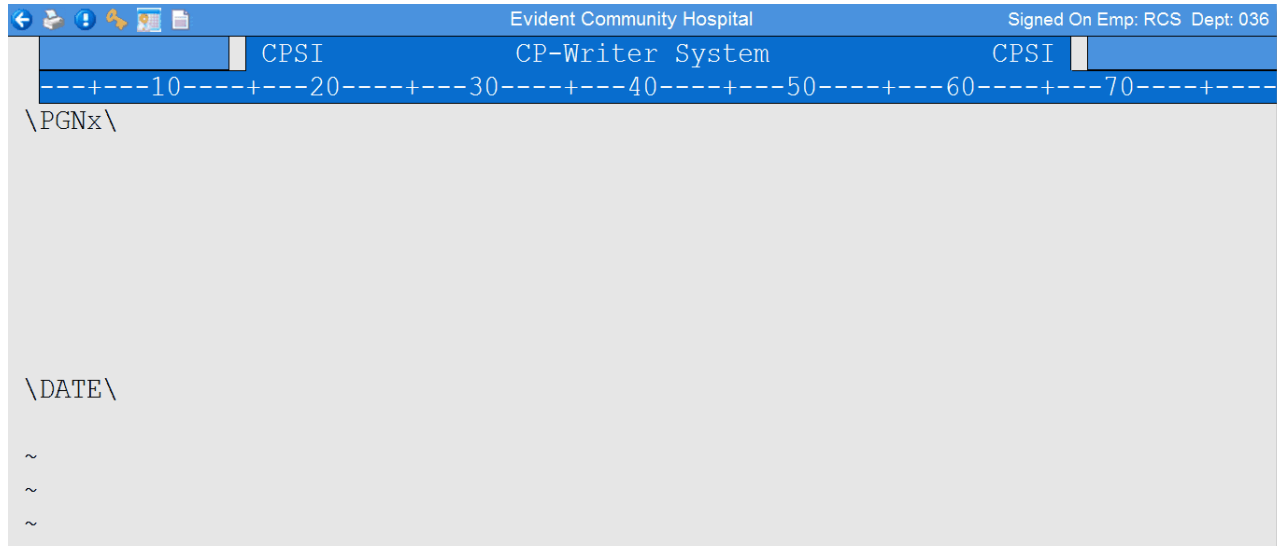 Evident Community Hospital Signed On Emp: RCS Dept: 036
CPSI CP-Writer System CPSI
---+---10----+---20----+---30----+---40----+---50----+---60----+---70----+----
\PGNx\
\DATE\
~
~
~